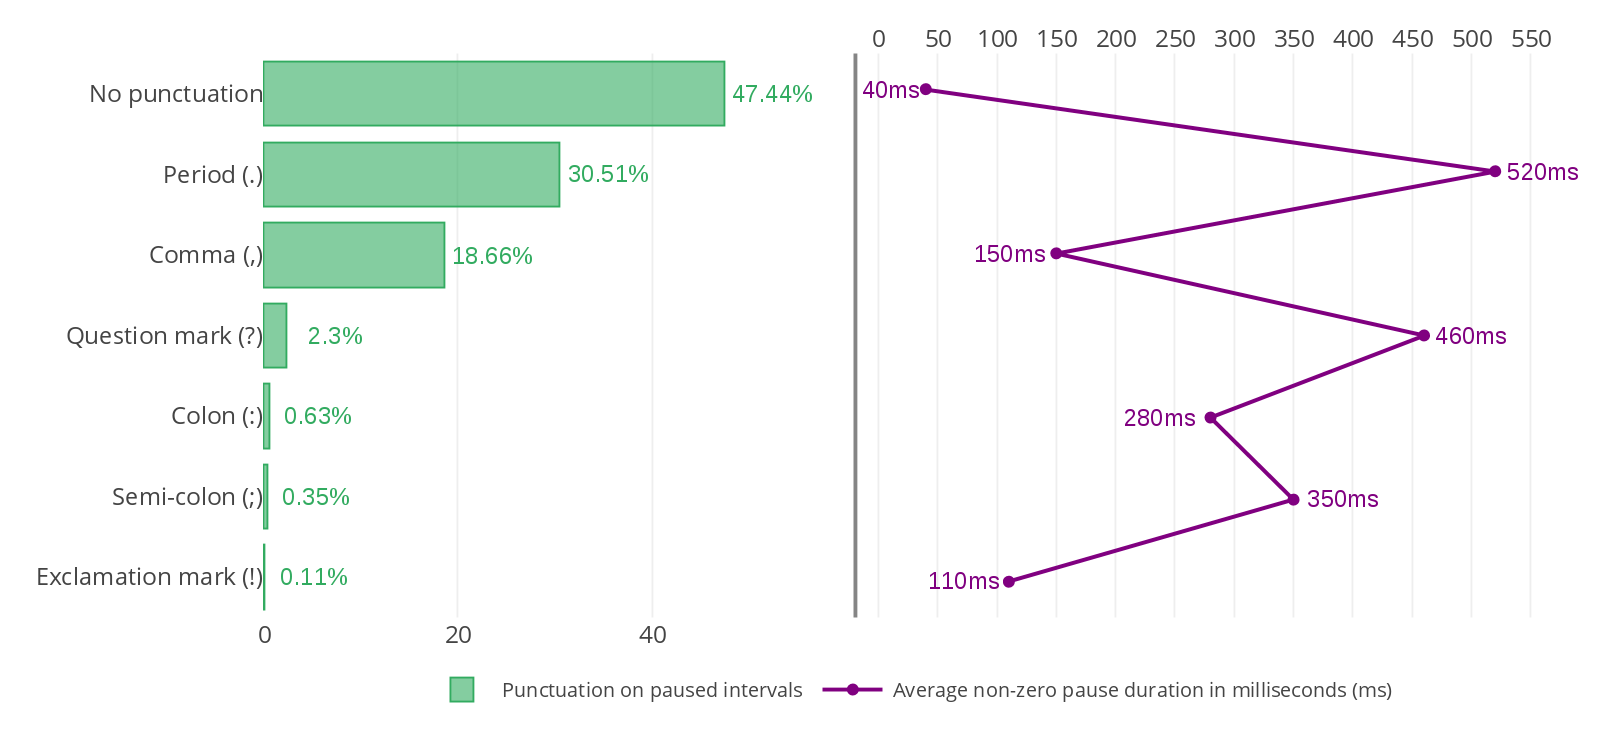 0 50 100 150 200 250 300 350 400 450 500 550
No punctuation 47.44% 40ms
Period (.) 30.51% 520ms
Comma (,) 18.66% 150ms
Question mark (?) 2.3% 460ms
Colon (:) 0.63% 280ms
Semi-colon (;) 0.35% 350ms
Exclamation mark (!) 0.11% 110ms
0 20 40
Punctuation on paused intervals Average non-zero pause duration in milliseconds (ms)